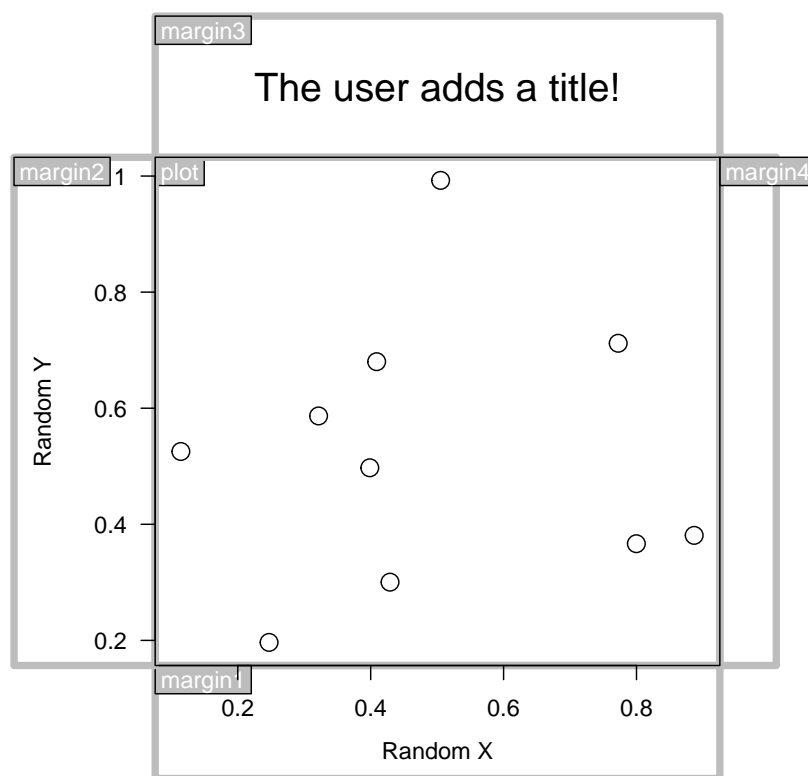 margin3
The user adds a title!
margin2
plot
margin4
1
0.8
0.6
0.4
0.2
Random Y
margin1
0.2 0.4 0.6 0.8
Random X